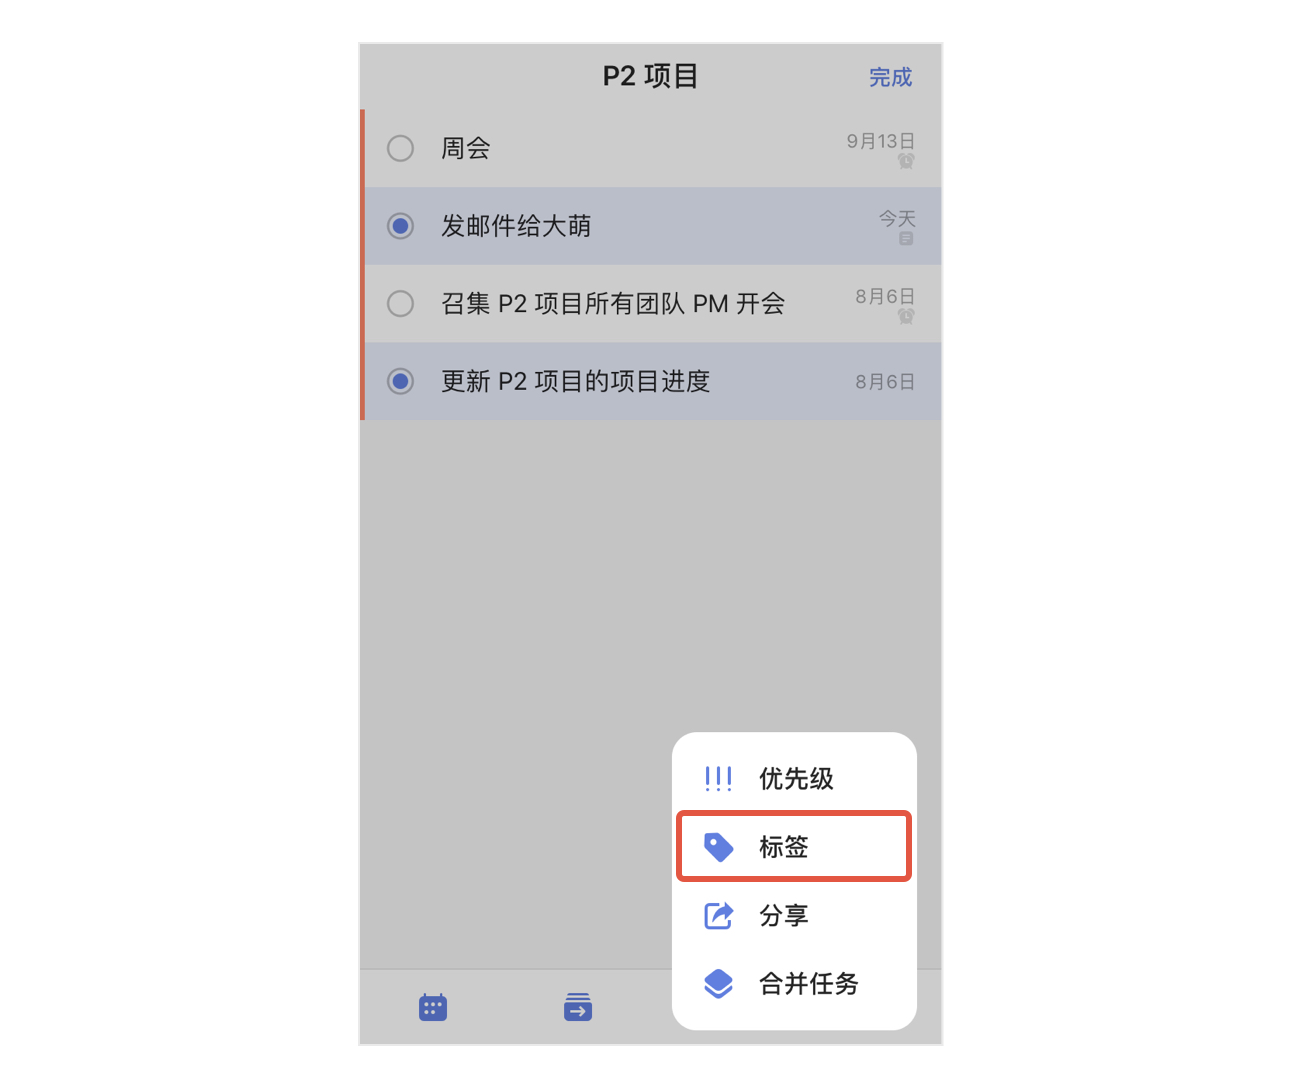 P2 项目
完成
周会
9月13日
发邮件给大萌
今天
召集 P2 项目所有团队 PM 开会
8月6日
更新 P2 项目的项目进度
8月6日
优先级
标签
分享
合并任务